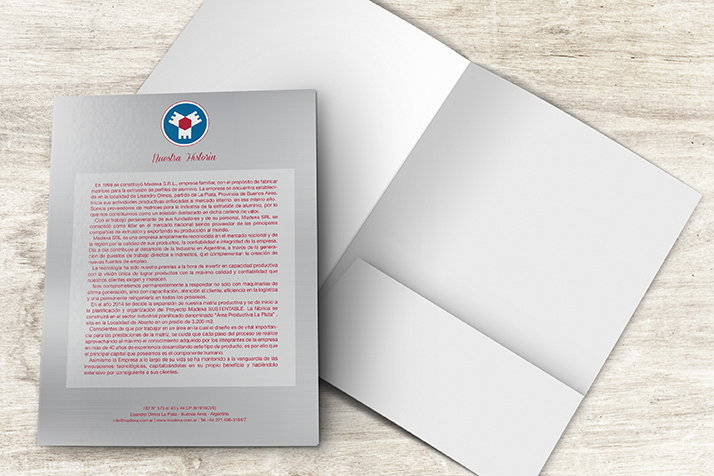 Nuestra Historia
En 1998 se constituyó Madexa S.R.L., empresa familiar, con el propósito de fabricar
matrices para la extrusión de perfiles de aluminio. La empresa se encuentra estableci-
da en la localidad de Lisandro Olmos, partido de La Plata, Provincia de Buenos Aires.
Inicia sus actividades productivas enfocadas al mercado interno, en ese mismo año.
Somos proveedores de matrices para la industria de la extrusión de aluminio, por lo
que nos constituimos como un eslabón destacado en dicha cadena de valor.
Con el trabajo perseverante de sus fundadores y de su personal, Madexa SRL se
consolidó como líder en el mercado nacional siendo proveedor de las principales
compañías de extrusión y exportando su producción al mundo.
Madexa SRL es una empresa ampliamente reconocida en el mercado nacional y de
la región por la calidad de sus productos, la confiabilidad e integridad de la empresa.
Día a día contribuye al desarrollo de la Industria en Argentina, a través de la genera-
ción de puestos de trabajo directos e indirectos, que complementan la creación de
nuevas fuentes de empleo.
La tecnología ha sido nuestra premisa a la hora de invertir en capacidad productiva
con la visión única de lograr productos con la máxima calidad y confiabilidad que
nuestros clientes exigen y merecen.
Nos comprometemos permanentemente a responder no solo con maquinarias de
última generación, sino con capacitación, atención al cliente, eficiencia en la logística
y una permanente reingeniería en todos los procesos.
En el año 2014 se decide la expansión de nuestra matriz productiva y se dio inicio a
la planificación y organización del Proyecto Madexa SUSTENTABLE. La fábrica se
construirá en el sector industrial planificado denominado "Área Productiva La Plata",
ella en la Localidad de Abasto en un predio de 3.200 m2.
Conscientes de que por trabajar en un área en la cual el diseño es de vital importan-
cia para las prestaciones de la matriz, se cuida que cada paso del proceso se realice
aprovechando al máximo el conocimiento adquirido por los integrantes de la empresa
en más de 40 años de experiencia desarrollando este tipo de producto, es por ello que
el principal capital que poseemos es el componente humano.
Asimismo la Empresa a lo largo de su vida se ha mantenido a la vanguardia de las
innovaciones tecnológicas, capitalizándolas en su propio beneficio y haciéndolo
extensivo por consiguiente a sus clientes.
Lisandro Olmos La Plata - Buenos Aires - Argentina
info@madexa.com.ar | www.madexa.com.ar